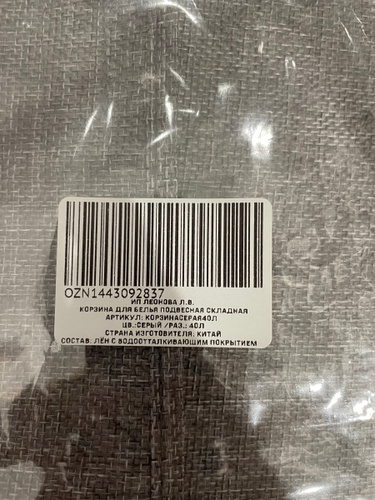 OZN1443092837
ИП ЛЕОНОВА Л.В.
КОРЗИНА ДЛЯ БЕЛЬЯ ПОДВЕСНАЯ СКЛАДНАЯ
АРТИКУЛ: КОРЗИНАСЕРАЯ40Л
ЦВ.:СЕРЫЙ /РАЗ.: 40Л
СТРАНА ИЗГОТОВИТЕЛЯ: КИТАЙ
СОСТАВ: ЛЁН С ВОДООТТАЛКИВАЮЩИМ ПОКРЫТИЕМ